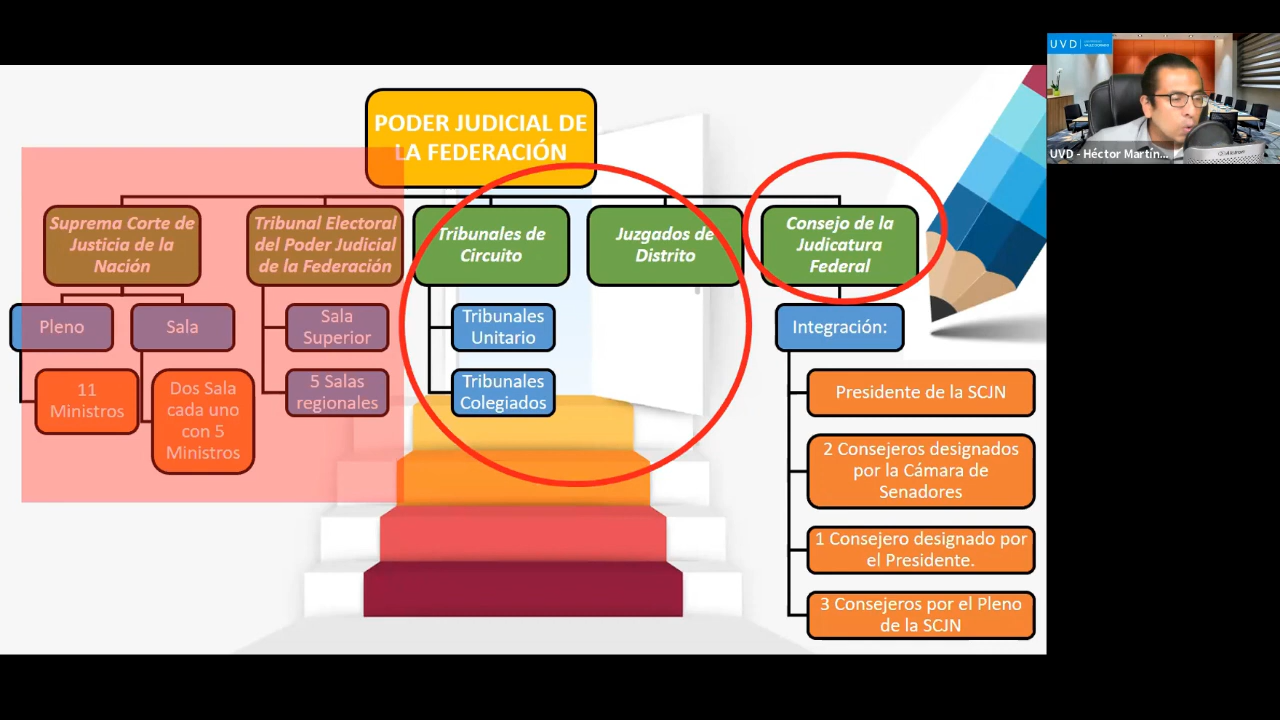 PODER JUDICIAL DE
LA FEDERACIÓN
Suprema Corte de
Justicia de la
Nación
Pleno
Sala
11
Ministros
Dos Sala
cada uno
con 5
Ministros
Tribunal Electoral
del Poder Judicial
de la Federación
Sala
Superior
5 Salas
regionales
Tribunales de
Circuito
Tribunales
Unitario
Tribunales
Colegiados
Juzgados de
Distrito
Consejo de la
Judicatura
Federal
Integración:
Presidente de la SCJN
2 Consejeros designados
por la Cámara de
Senadores
1 Consejero designado por
el Presidente.
3 Consejeros por el Pleno
de la SCJN
UVD
UVD - Héctor Martín...